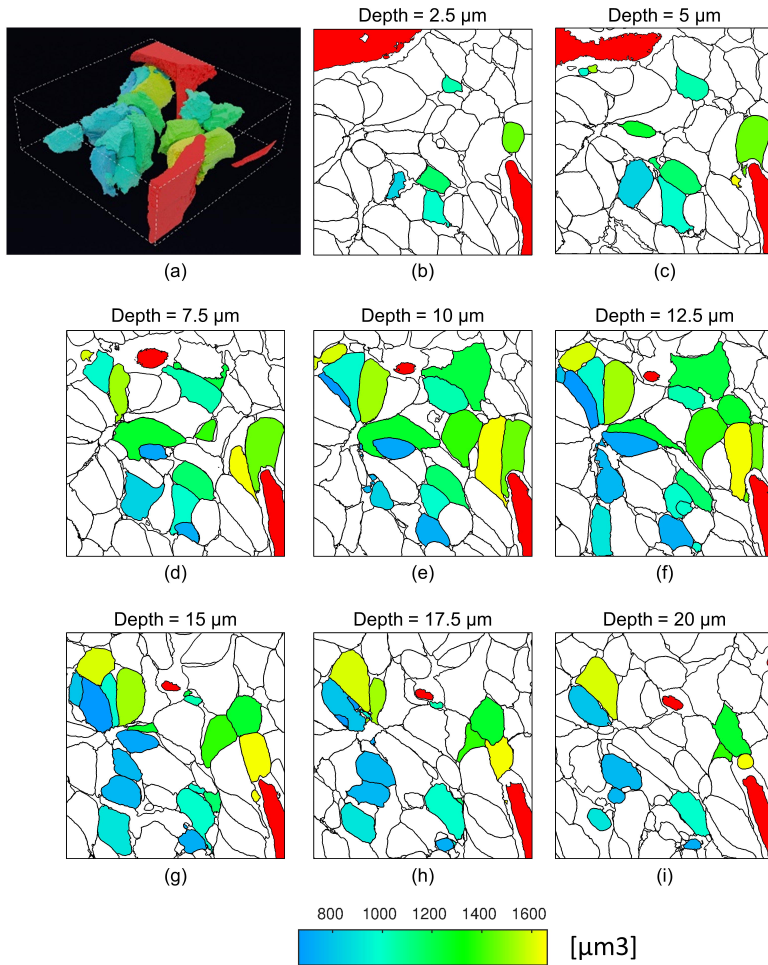 Depth = 2.5 µm
Depth = 5 µm
(a)
(b)
(c)
Depth = 7.5 µm
Depth = 10 µm
Depth = 12.5 µm
(d)
(e)
(f)
Depth = 15 µm
Depth = 17.5 µm
Depth = 20 µm
(g)
(h)
(i)
800 1000 1200 1400 1600
[µm3]